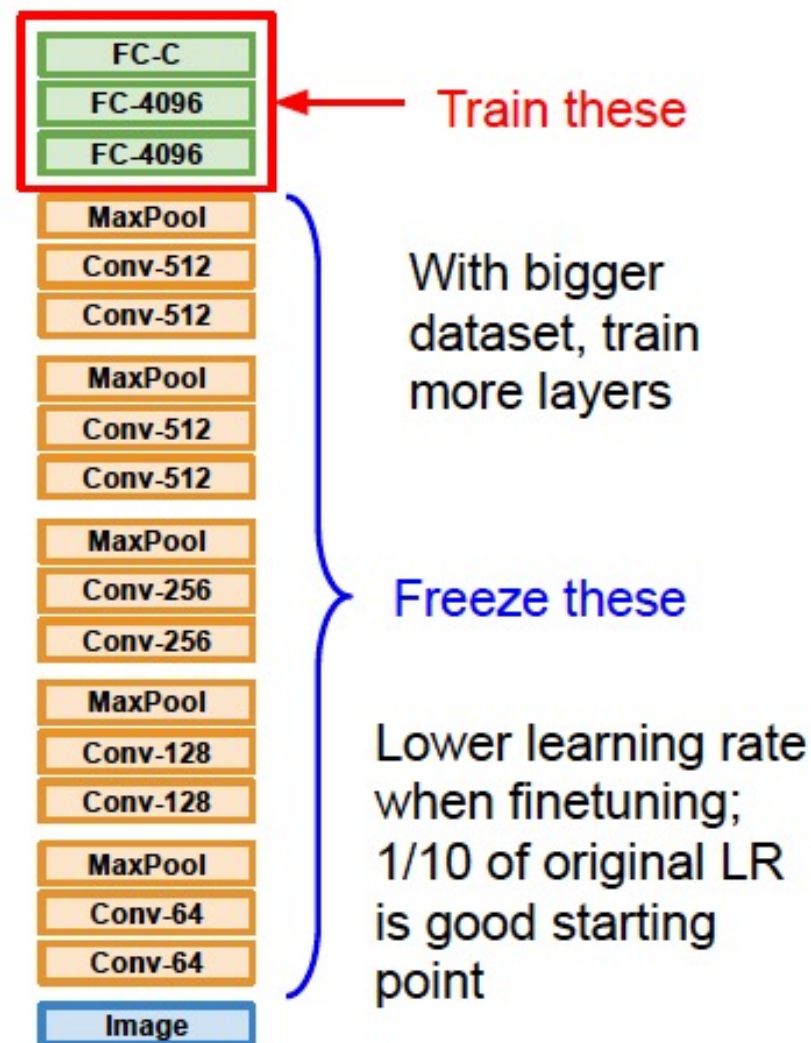 FC-C
FC-4096
FC-4096
Train these
MaxPool
Conv-512
Conv-512
With bigger
dataset, train
more layers
MaxPool
Conv-512
Conv-512
MaxPool
Conv-256
Conv-256
Freeze these
MaxPool
Conv-128
Conv-128
Lower learning rate
when finetuning;
1/10 of original LR
is good starting
point
MaxPool
Conv-64
Conv-64
Image